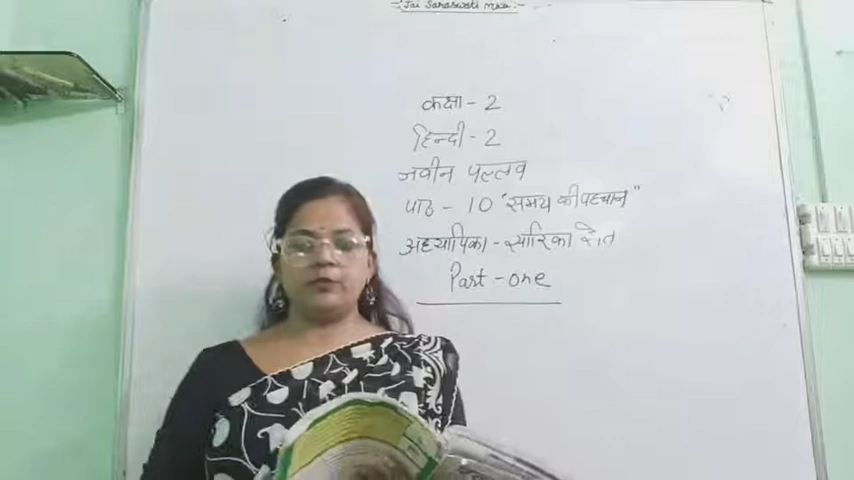 Jai Saraswati Maa
कक्षा - 2
हिन्दी - 2
नवीन पल्लव
पाठ - 10 "समय की पहचान"
अध्यापिका - सारिका
Part - one